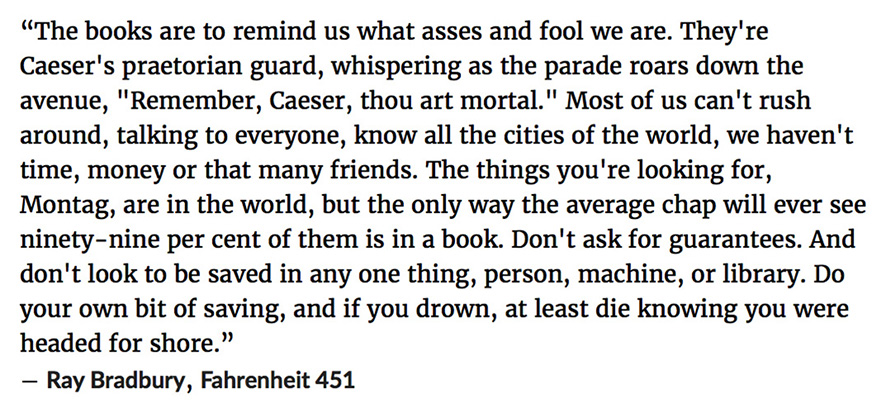 “The books are to remind us what asses and fool we are. They're
Caeser's praetorian guard, whispering as the parade roars down the
avenue, "Remember, Caeser, thou art mortal." Most of us can't rush
around, talking to everyone, know all the cities of the world, we haven't
time, money or that many friends. The things you're looking for,
Montag, are in the world, but the only way the average chap will ever see
ninety-nine per cent of them is in a book. Don't ask for guarantees. And
don't look to be saved in any one thing, person, machine, or library. Do
your own bit of saving, and if you drown, at least die knowing you were
headed for shore.”
― Ray Bradbury, Fahrenheit 451